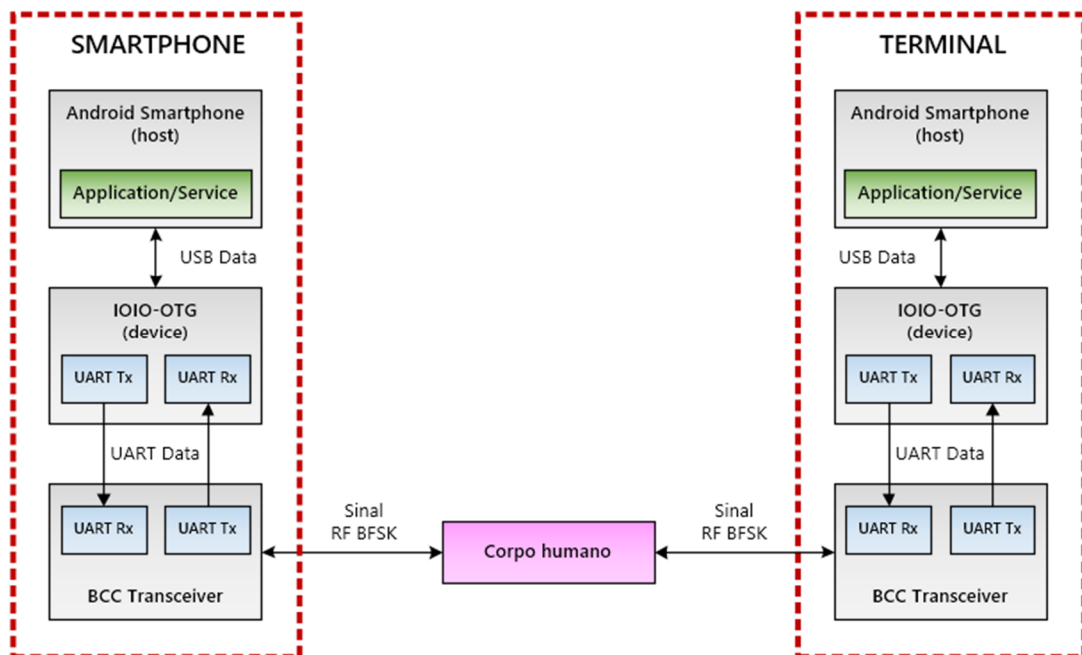 SMARTPHONE
Android Smartphone
(host)
Application/Service
USB Data
IOIO-OTG
(device)
UART Tx
UART Rx
UART Data
UART Rx
UART Tx
BCC Transceiver
Sinal
RF BFSK
Corpo humano
Sinal
RF BFSK
TERMINAL
Android Smartphone
(host)
Application/Service
USB Data
IOIO-OTG
(device)
UART Tx
UART Rx
UART Data
UART Rx
UART Tx
BCC Transceiver